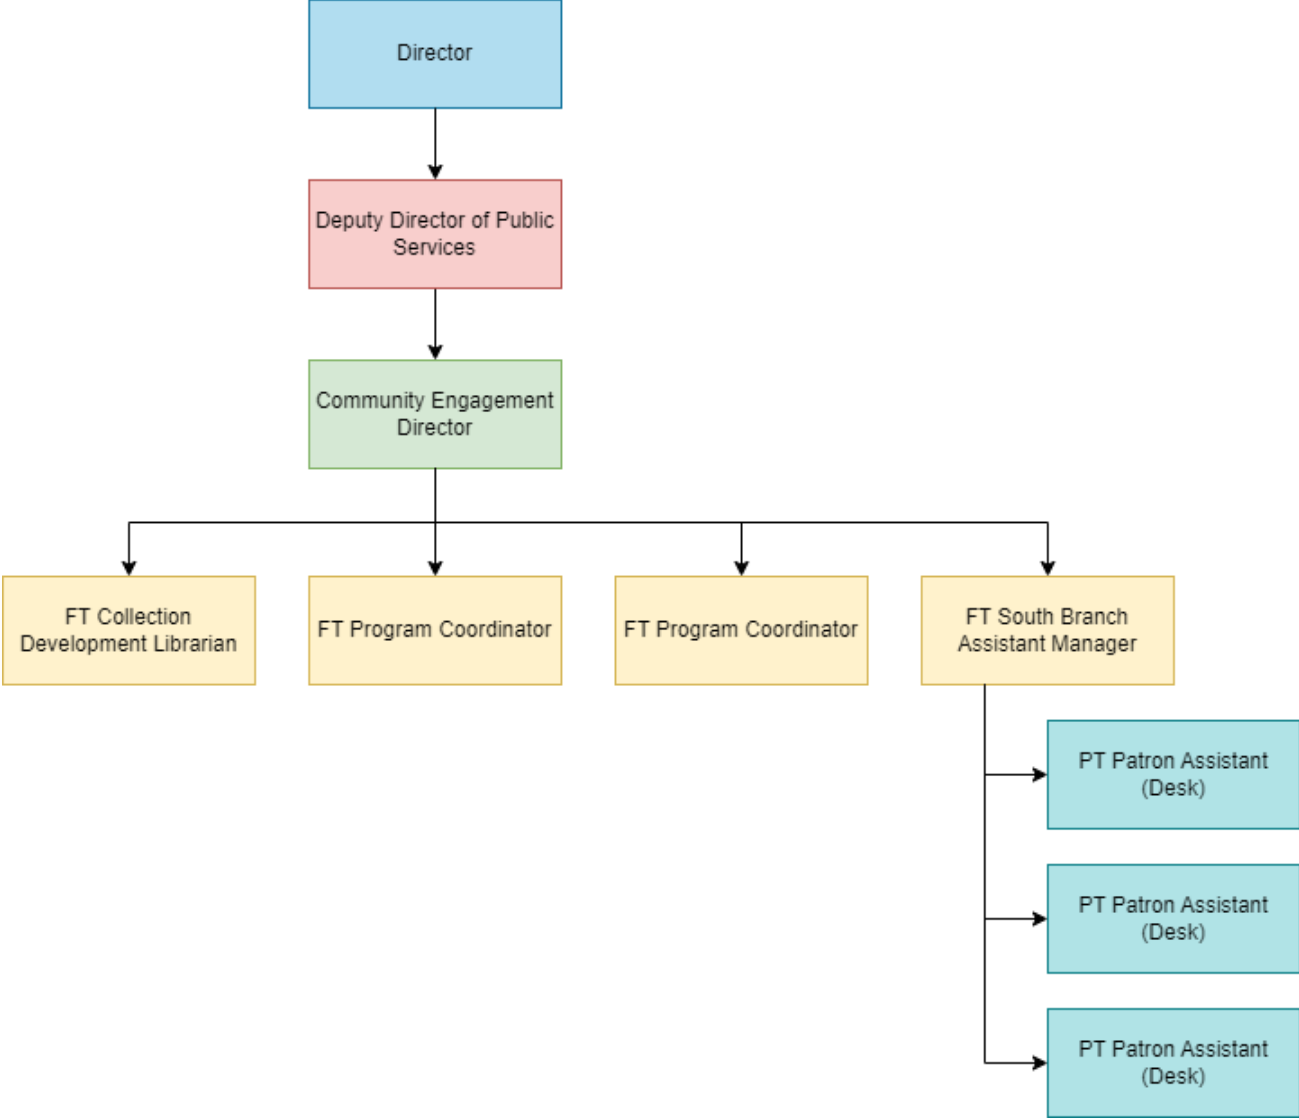 Director
Deputy Director of Public
Services
Community Engagement
Director
FT Collection
Development Librarian
FT Program Coordinator
FT Program Coordinator
FT South Branch
Assistant Manager
PT Patron Assistant
(Desk)
PT Patron Assistant
(Desk)
PT Patron Assistant
(Desk)